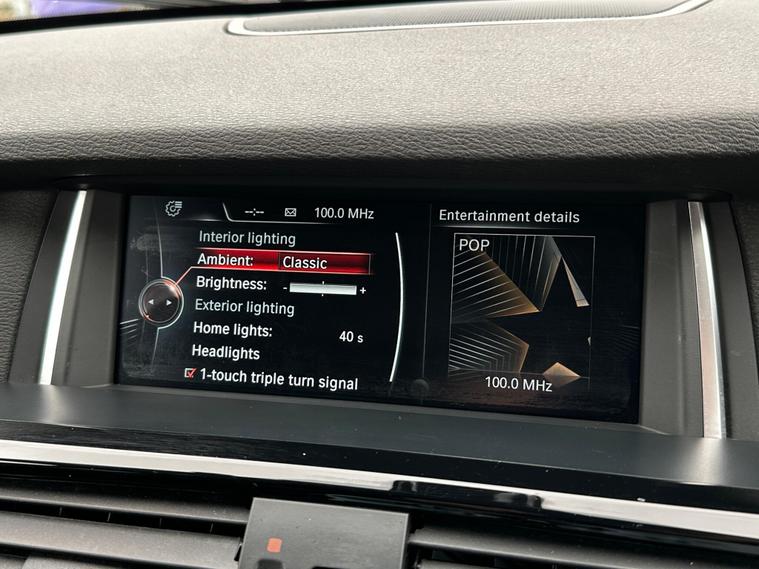 --:-- 100.0 MHz
Interior lighting
Ambient: Classic
Brightness: - +
Exterior lighting
Home lights: 40 s
Headlights
1-touch triple turn signal
Entertainment details
POP
100.0 MHz